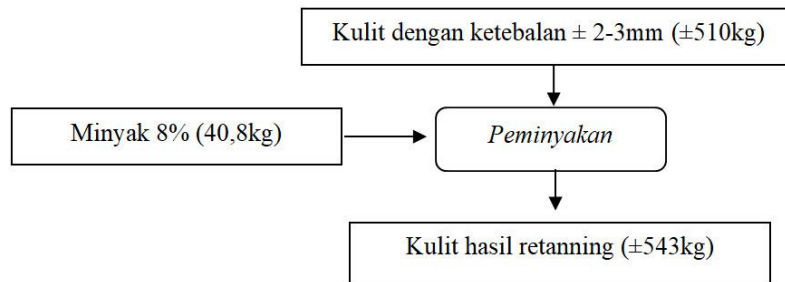 Kulit dengan ketebalan ± 2-3mm (±510kg)
Minyak 8% (40,8kg)
Peminyakan
Kulit hasil retanning (±543kg)